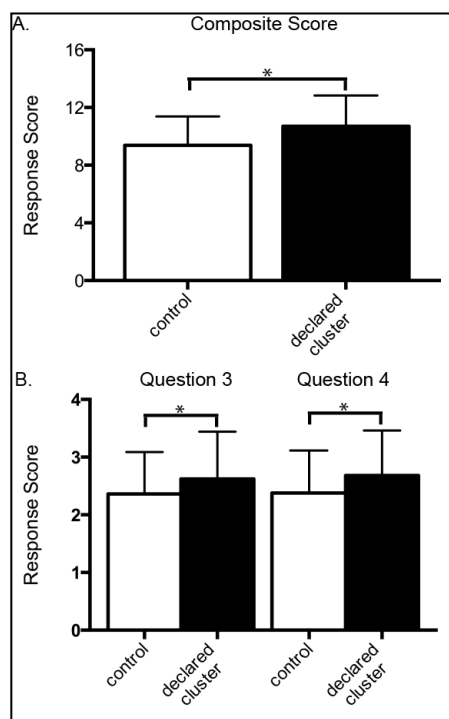 A.
Composite Score
Response Score
16
12
8
4
0
*
control
declared
cluster
B.
Question 3
Question 4
Response Score
4
3
2
1
0
*
*
control
declared
cluster
control
declared
cluster